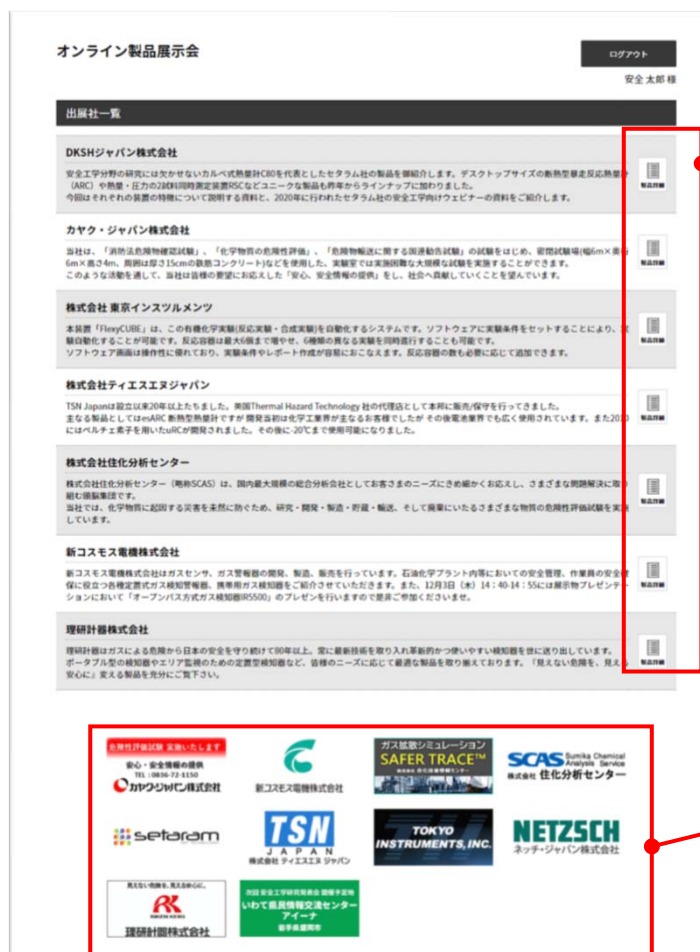 オンライン製品展示会
ログアウト
安全 太郎 様
出展社一覧
DKSHジャパン株式会社
安全工学分野の研究には欠かせないカルベ式熱量計C80を代表としたセタラム社の製品を御紹介します。デスクトップサイズの断熱型暴走反応熱量計
（ARC）や熱量・圧力の2試料同時測定装置RSCなどユニークな製品も昨年からラインナップに加わりました。
今回はそれぞれの装置の特徴について説明する資料と、2020年に行われたセタラム社の安全工学向けウェビナーの資料をご紹介します。
製品詳細
カヤク・ジャパン株式会社
当社は、「消防法危険物確認試験」、「化学物質の危険性評価」、「危険物輸送に関する国連勧告試験」の試験をはじめ、密閉試験場(幅6m×奥行
6m×高さ4m、周囲は厚さ15cmの鉄筋コンクリート)などを使用した、実験室では実施困難な大規模な試験を実施することができます。
このような活動を通して、当社は皆様の要望にお応えした「安心、安全情報の提供」をし、社会へ貢献していくことを望んでいます。
製品詳細
株式会社 東京インスツルメンツ
本装置「FlexyCUBE」は、この有機化学実験(反応実験・合成実験)を自動化するシステムです。ソフトウェアに実験条件をセットすることにより、実
験自動化することが可能です。反応容器は最大6個まで増やせ、6種類の異なる実験を同時進行することも可能です。
ソフトウェア画面は操作性に優れており、実験条件やレポート作成が容易におこなえます。反応容器の数も必要に応じて追加できます。
製品詳細
株式会社ティエスエヌジャパン
TSN Japanは設立以来20年以上たちました。英国Thermal Hazard Technology 社の代理店として本邦に販売/保守を行ってきました。
主なる製品としてはesARC 断熱型熱量計ですが 開発当初は化学工業界が主なるお客様でしたが その後電池業界でも広く使用されています。また2020
にはペルチェ素子を用いたuRCが開発されました。その後に-20℃まで使用可能になりました。
製品詳細
株式会社住化分析センター
株式会社住化分析センター（略称SCAS）は、国内最大規模の総合分析会社としてお客さまのニーズにきめ細かくお応えし、さまざまな問題解決に取り
組む頭脳集団です。
当社では、化学物質に起因する災害を未然に防ぐため、研究・開発・製造・貯蔵・輸送、そして廃棄にいたるさまざまな物質の危険性評価試験を実施
しています。
製品詳細
新コスモス電機株式会社
新コスモス電機株式会社はガスセンサ、ガス警報器の開発、製造、販売を行っています。石油化学プラント内等においての安全管理、作業員の安全確
保に役立つ各種定置式ガス検知警報器、携帯用ガス検知器をご紹介させていただきます。また、12月3日（木）14：40-14：55には展示物プレゼンテー
ションにおいて「オープンパス方式ガス検知器IR5500」のプレゼンを行いますので是非ご参加くださいませ。
製品詳細
理研計器株式会社
理研計器はガスによる危険から日本の安全を守り続けて80年以上。常に最新技術を取り入れ革新的かつ使いやすい検知器を世に送り出しています。
ポータブル型の検知器やエリア監視のための定置型検知器など、皆様のニーズに応じて最適な製品を取り揃えております。『見えない危険を、見える
安心に』変える製品を充分にご覧下さい。
製品詳細
危険性評価試験 実施いたします
安心・安全情報の提供
TEL：0836-72-1150
カヤク・ジャパン株式会社
新コスモス電機株式会社
ガス拡散シミュレーション
SAFER TRACE™
SCAS Sumika Chemical Analysis Service
株式会社 住化分析センター
setaram
TSN
JAPAN
株式会社 ティエスエヌ ジャパン
TOKYO
INSTRUMENTS, INC.
NETZSCH
ネッチ・ジャパン株式会社
見えない危険を、見える安心に。
RIKEN KEIKI
理研計器株式会社
次回 安全工学研究発表会 開催予定地
いわて県民情報交流センター
アイーナ
岩手県盛岡市